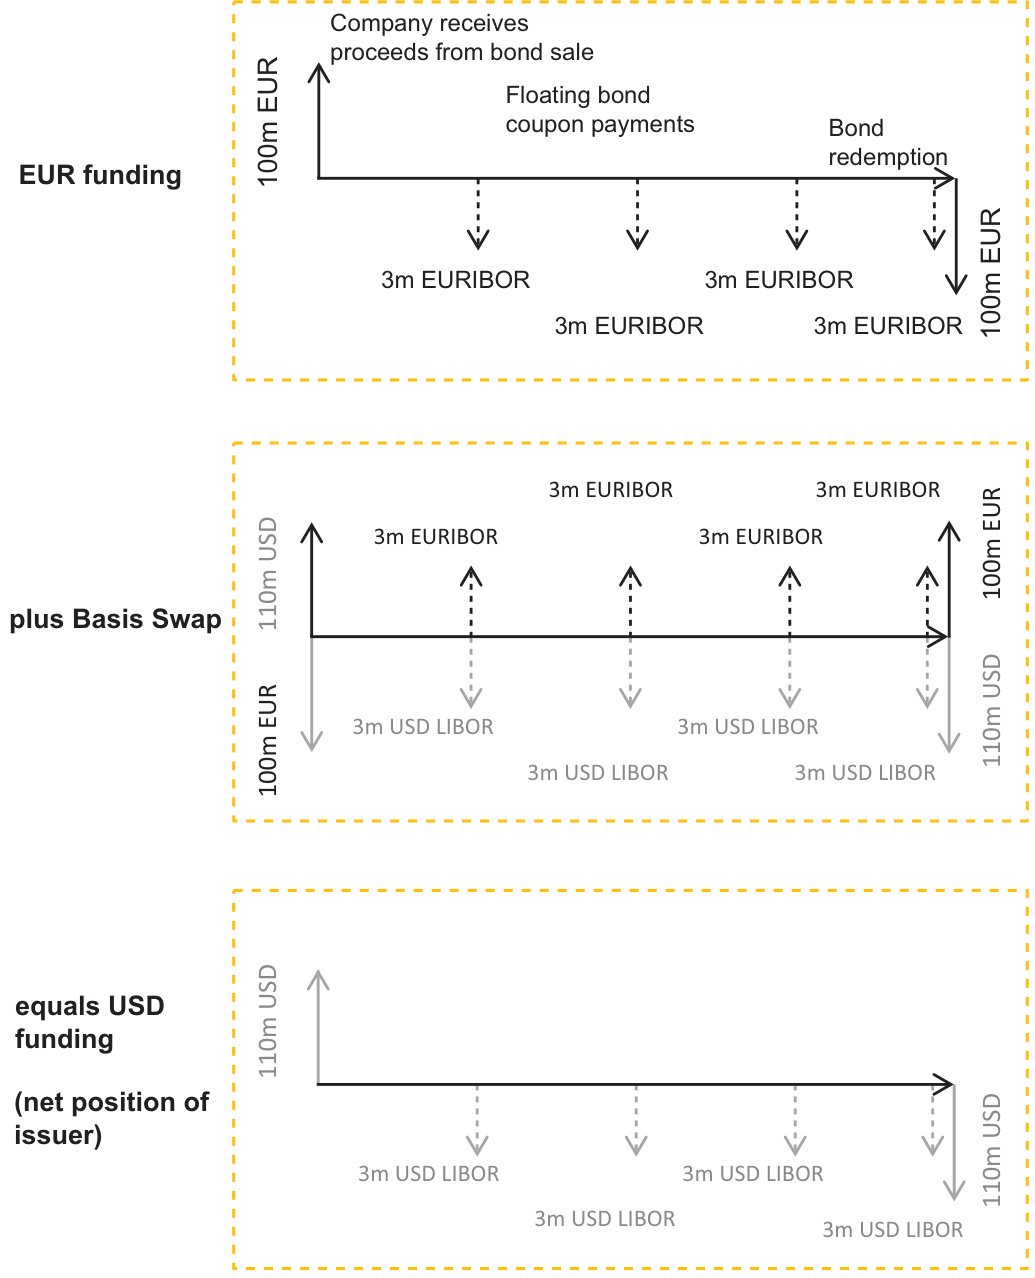 Company receives
proceeds from bond sale
100m EUR
Floating bond
coupon payments
Bond
redemption
EUR funding
100m EUR
3m EURIBOR
3m EURIBOR
3m EURIBOR
3m EURIBOR
3m EURIBOR
3m EURIBOR
110m USD
3m EURIBOR
3m EURIBOR
100m EUR
plus Basis Swap
100m EUR
3m USD LIBOR
3m USD LIBOR
110m USD
3m USD LIBOR
3m USD LIBOR
110m USD
equals USD
funding
(net position of
issuer)
110m USD
3m USD LIBOR
3m USD LIBOR
3m USD LIBOR
3m USD LIBOR